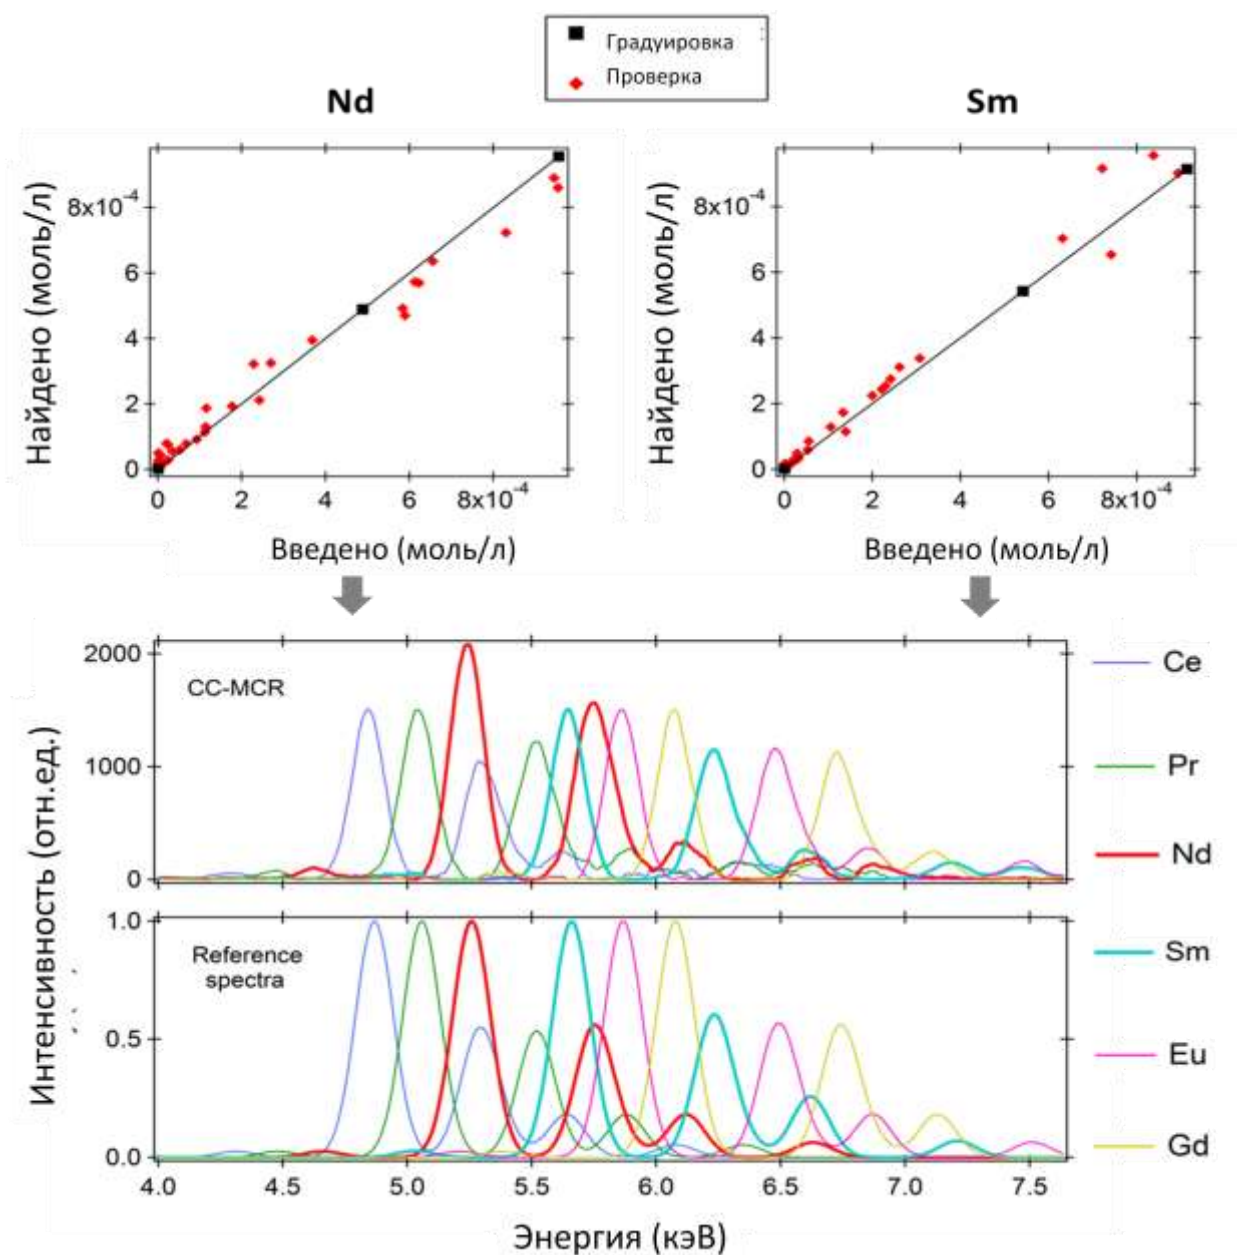 Градуировка
Проверка
Nd
Sm
Найдено (моль/л)
8x10-4
6
4
2
0
0 2 4 6 8x10-4
Введено (моль/л)
Найдено (моль/л)
8x10-4
6
4
2
0
0 2 4 6 8x10-4
Введено (моль/л)
Интенсивность (отн.ед.)
2000
1000
0
CC-MCR
1.0
0.5
0.0
Reference
spectra
4.0 4.5 5.0 5.5 6.0 6.5 7.0 7.5
Энергия (кэВ)
Ce
Pr
Nd
Sm
Eu
Gd